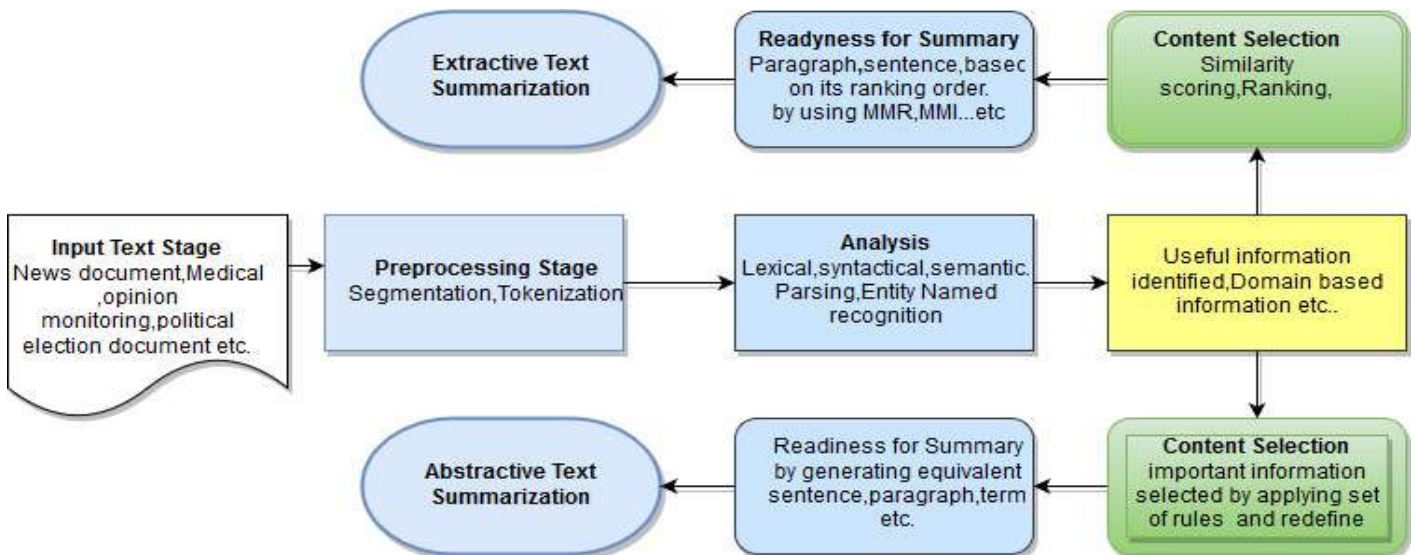 Extractive Text
Summarization
Readyness for Summary
Paragraph,sentence,based
on its ranking order.
by using MMR,MMI...etc
Content Selection
Similarity
scoring,Ranking,
Input Text Stage
News document,Medical
,opinion
monitoring,political
election document etc.
Preprocessing Stage
Segmentation,Tokenization
Analysis
Lexical,syntactical,semantic.
Parsing,Entity Named
recognition
Useful information
identified,Domain based
information etc..
Abstractive Text
Summarization
Readiness for Summary
by generating equivalent
sentence,paragraph,term
etc.
Content Selection
important information
selected by applying set
of rules and redefine